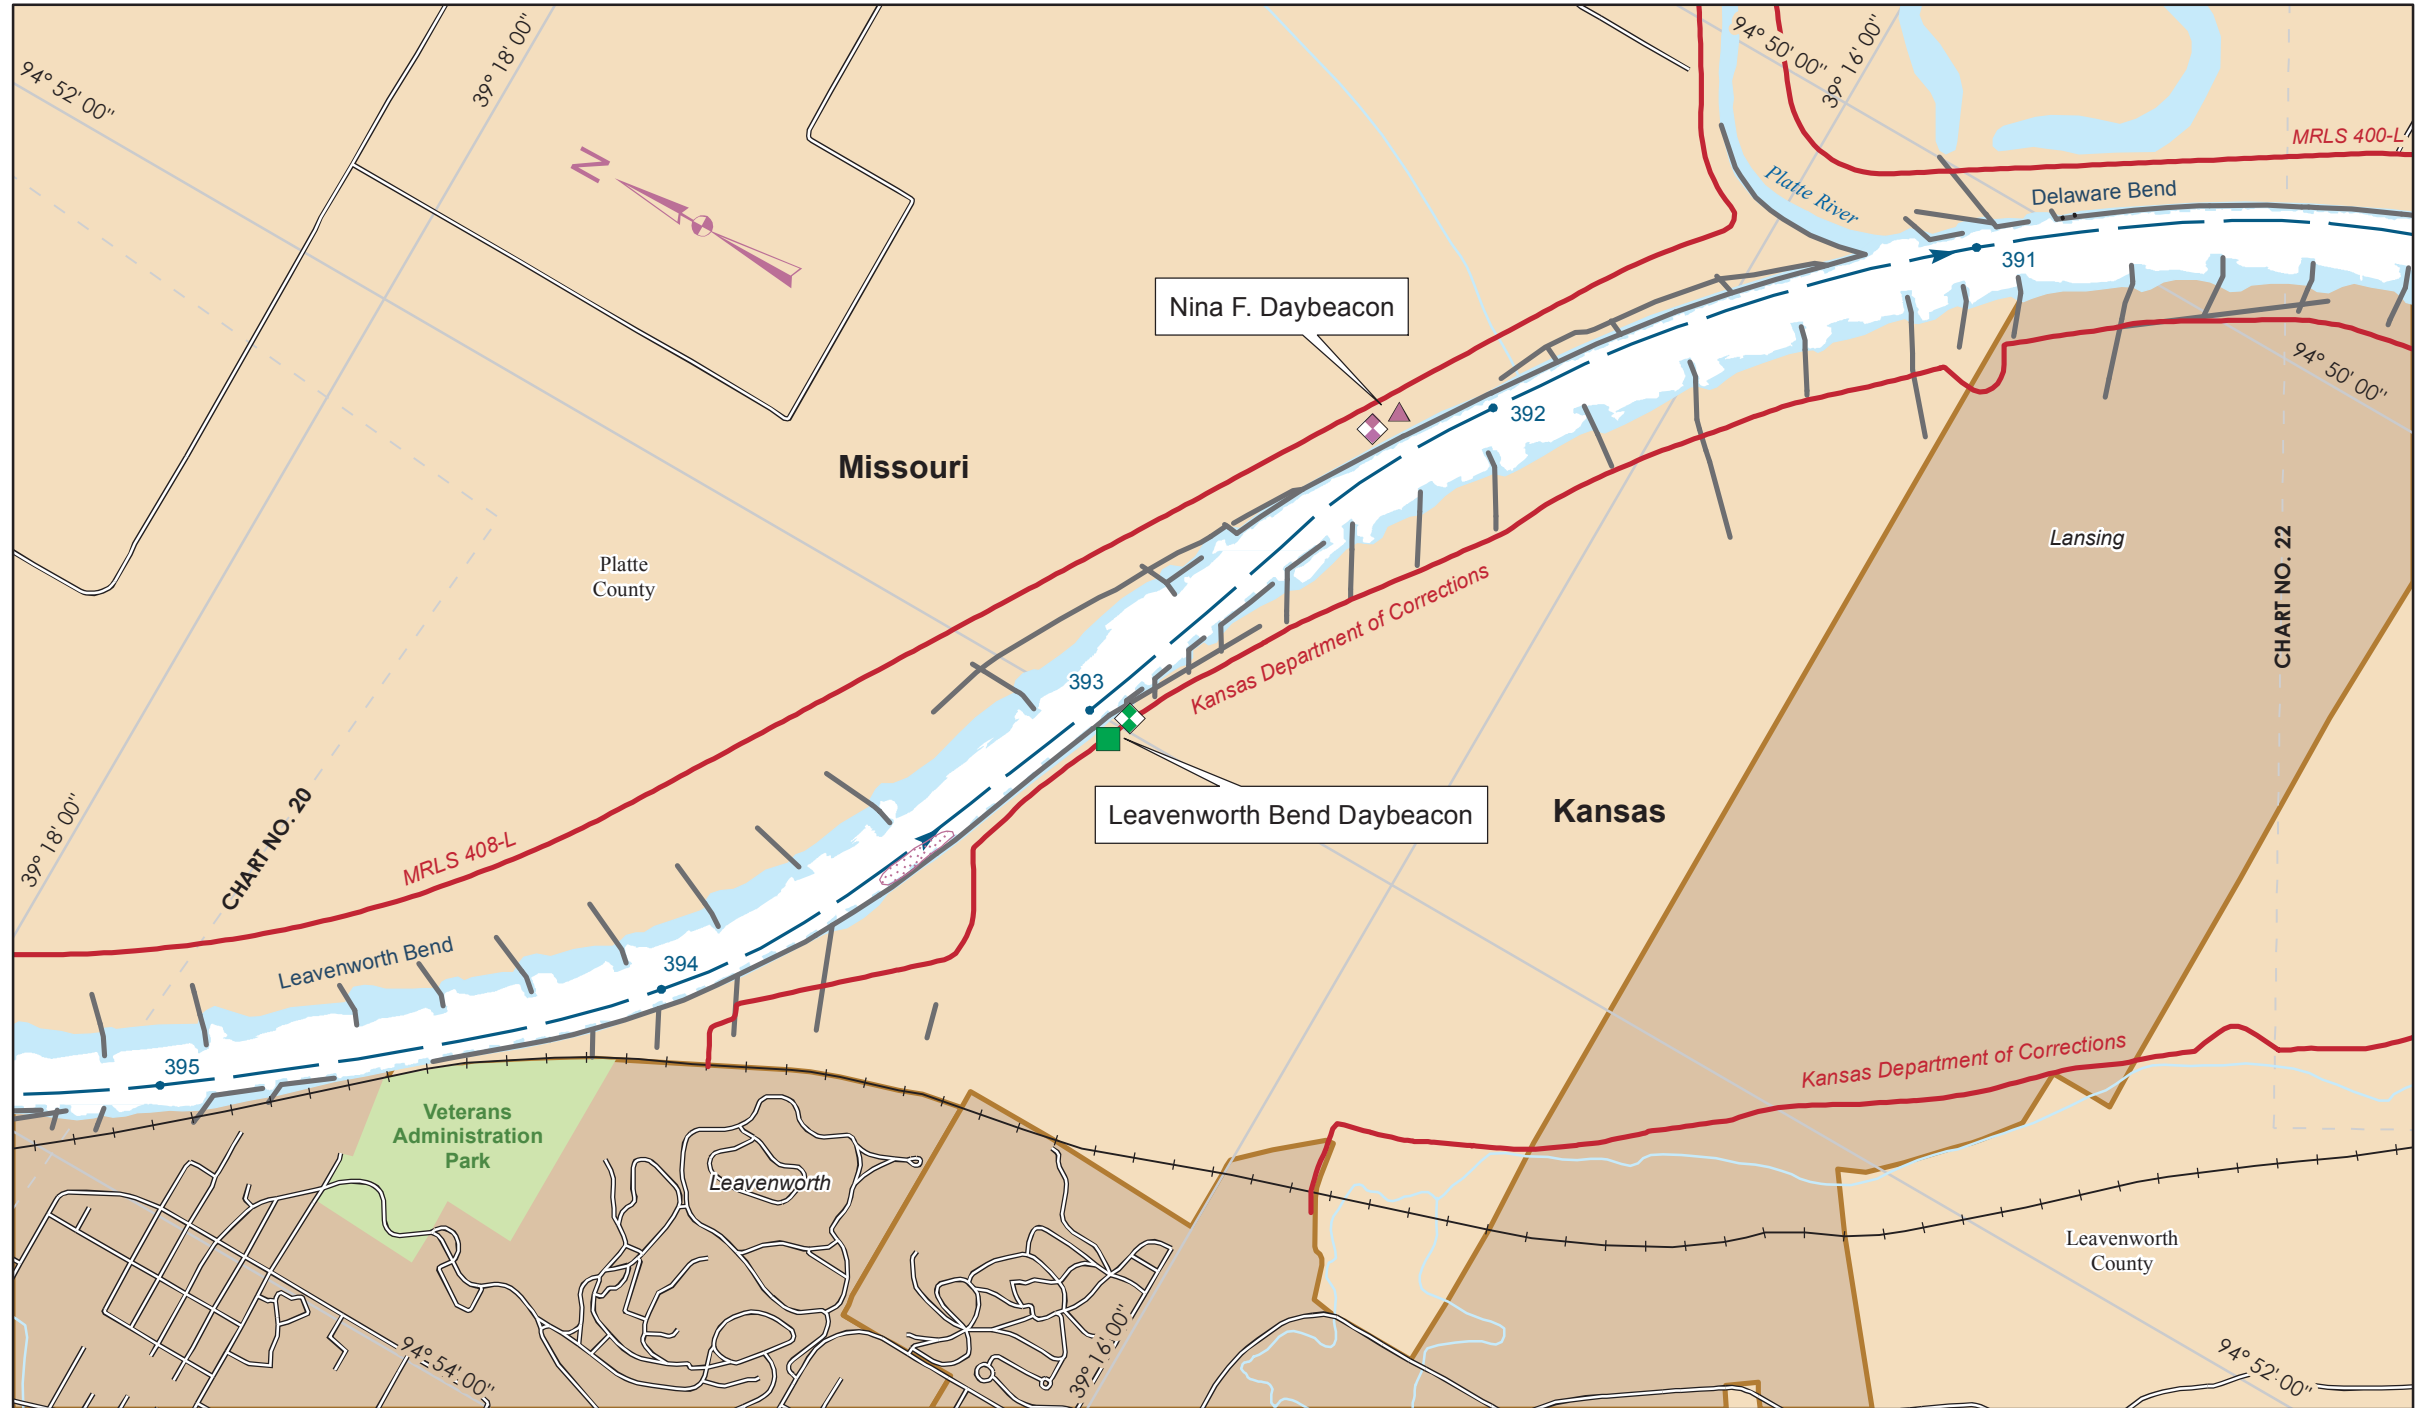 94° 52' 00"
39° 18' 00"
94° 50' 00"
39° 16' 00"
MRLS 400-L
N
Platte River
Delaware Bend
391
Nina F. Daybeacon
94° 50' 00"
392
Missouri
Lansing
CHART NO. 22
Platte
County
Kansas Department of Corrections
393
Leavenworth Bend Daybeacon
Kansas
39° 18' 00"
CHART NO. 20
MRLS 408-L
Leavenworth Bend
394
395
Kansas Department of Corrections
Veterans
Administration
Park
Leavenworth
Leavenworth
County
94° 54' 00"
39° 16' 00"
94° 52' 00"